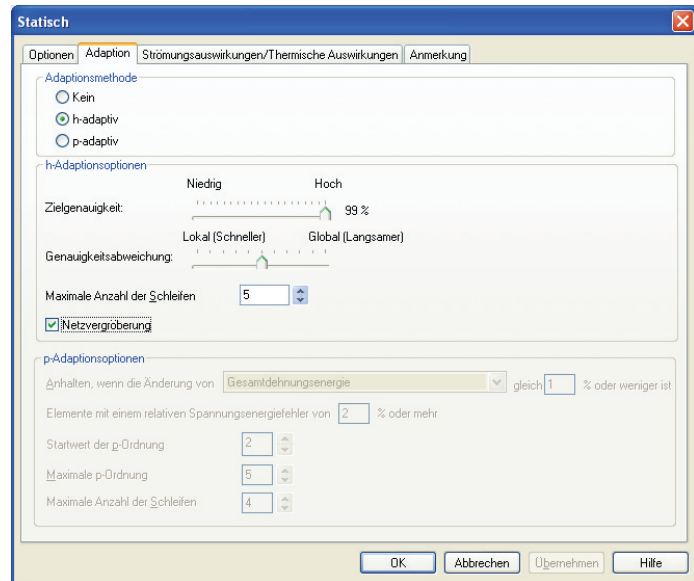 Statisch
Optionen Adaption Strömungsauswirkungen/Thermische Auswirkungen Anmerkung
Adaptionsmethode
Kein
h-adaptiv
p-adaptiv
h-Adaptionsoptionen
Niedrig Hoch
Zielgenauigkeit: 99 %
Lokal (Schneller) Global (Langsamer)
Genauigkeitsabweichung:
Maximale Anzahl der Schleifen 5
Netzvergröberung
p-Adaptionsoptionen
Anhalten, wenn die Änderung von Gesamtdehnungsenergie gleich 1 % oder weniger ist
Elemente mit einem relativen Spannungsenergiefehler von 2 % oder mehr
Startwert der p-Ordnung 2
Maximale p-Ordnung 5
Maximale Anzahl der Schleifen 4
OK Abbrechen Übernehmen Hilfe